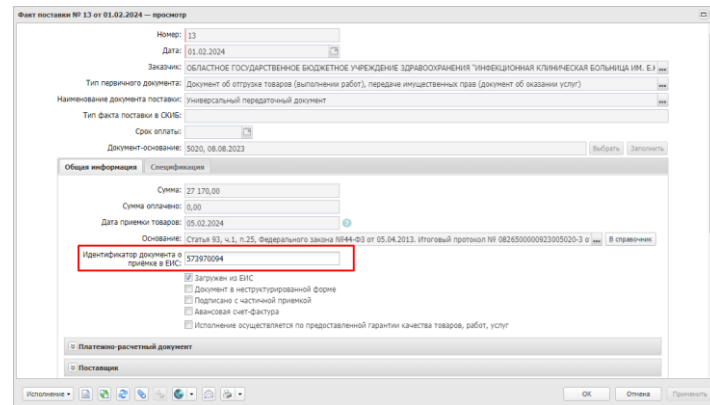 Факт поставки № 13 от 01.02.2024 — просмотр
Номер: 13
Дата: 01.02.2024
Заказчик: ОБЛАСТНОЕ ГОСУДАРСТВЕННОЕ БЮДЖЕТНОЕ УЧРЕЖДЕНИЕ ЗДРАВООХРАНЕНИЯ "ИНФЕКЦИОННАЯ КЛИНИЧЕСКАЯ БОЛЬНИЦА ИМ. Е.Н ...
Тип первичного документа: Документ об отгрузке товаров (выполнении работ), передаче имущественных прав (документ об оказании услуг) ...
Наименование документа поставки: Универсальный передаточный документ ...
Тип факта поставки в СКИБ:
Срок оплаты:
Документ-основание: 5020, 08.08.2023 Выбрать Заполнить
Общая информация Спецификация
Сумма: 27 170,00
Сумма оплачено: 0,00
Дата приемки товаров: 05.02.2024
Основание: Статья 93, ч.1, п.25, Федерального закона №44-ФЗ от 05.04.2013. Итоговый протокол № 0826500000923005020-3 о ... В справочник
Идентификатор документа о
приёмке в ЕИС: 573970094
Загружен из ЕИС
Документ в неструктурированной форме
Подписано с частичной приемкой
Авансовая счет-фактура
Исполнение осуществляется по предоставленной гарантии качества товаров, работ, услуг
Платежно-расчетный документ
Поставщик
Исполнение ОК Отмена Применить